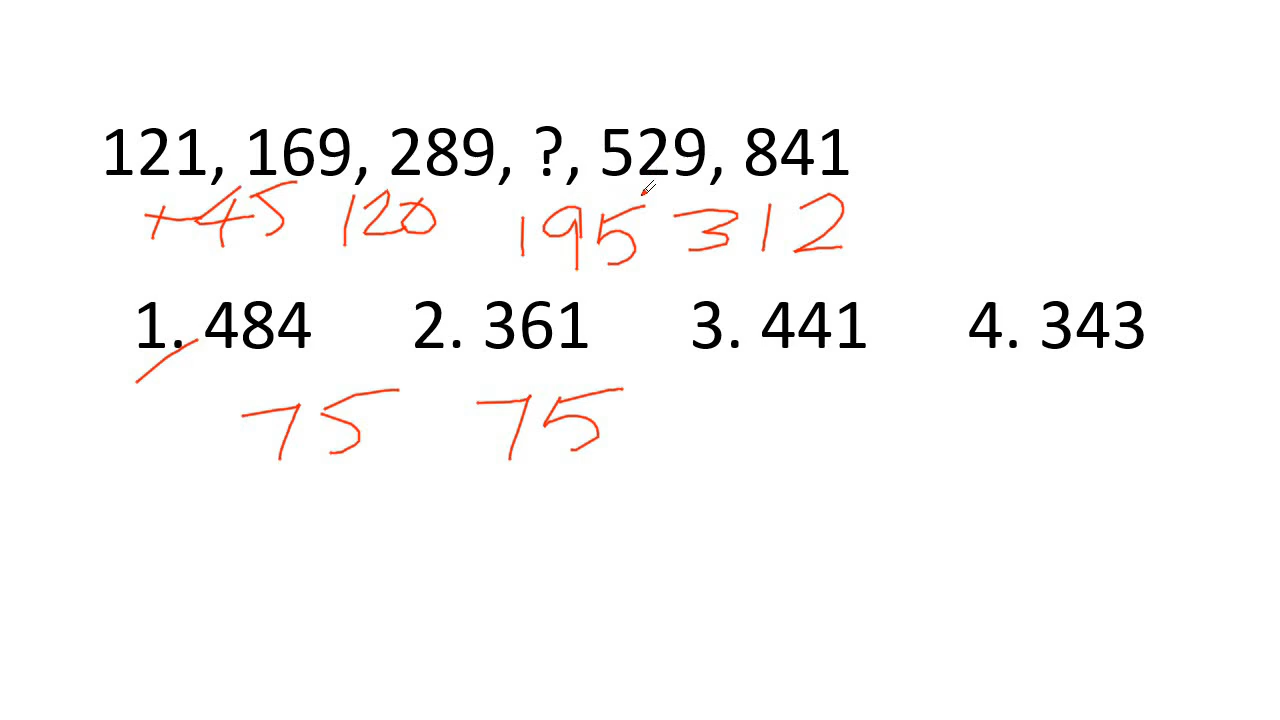 121, 169, 289, ?, 529, 841
+45 120 195 312
1. 484 2. 361 3. 441 4. 343
75 75